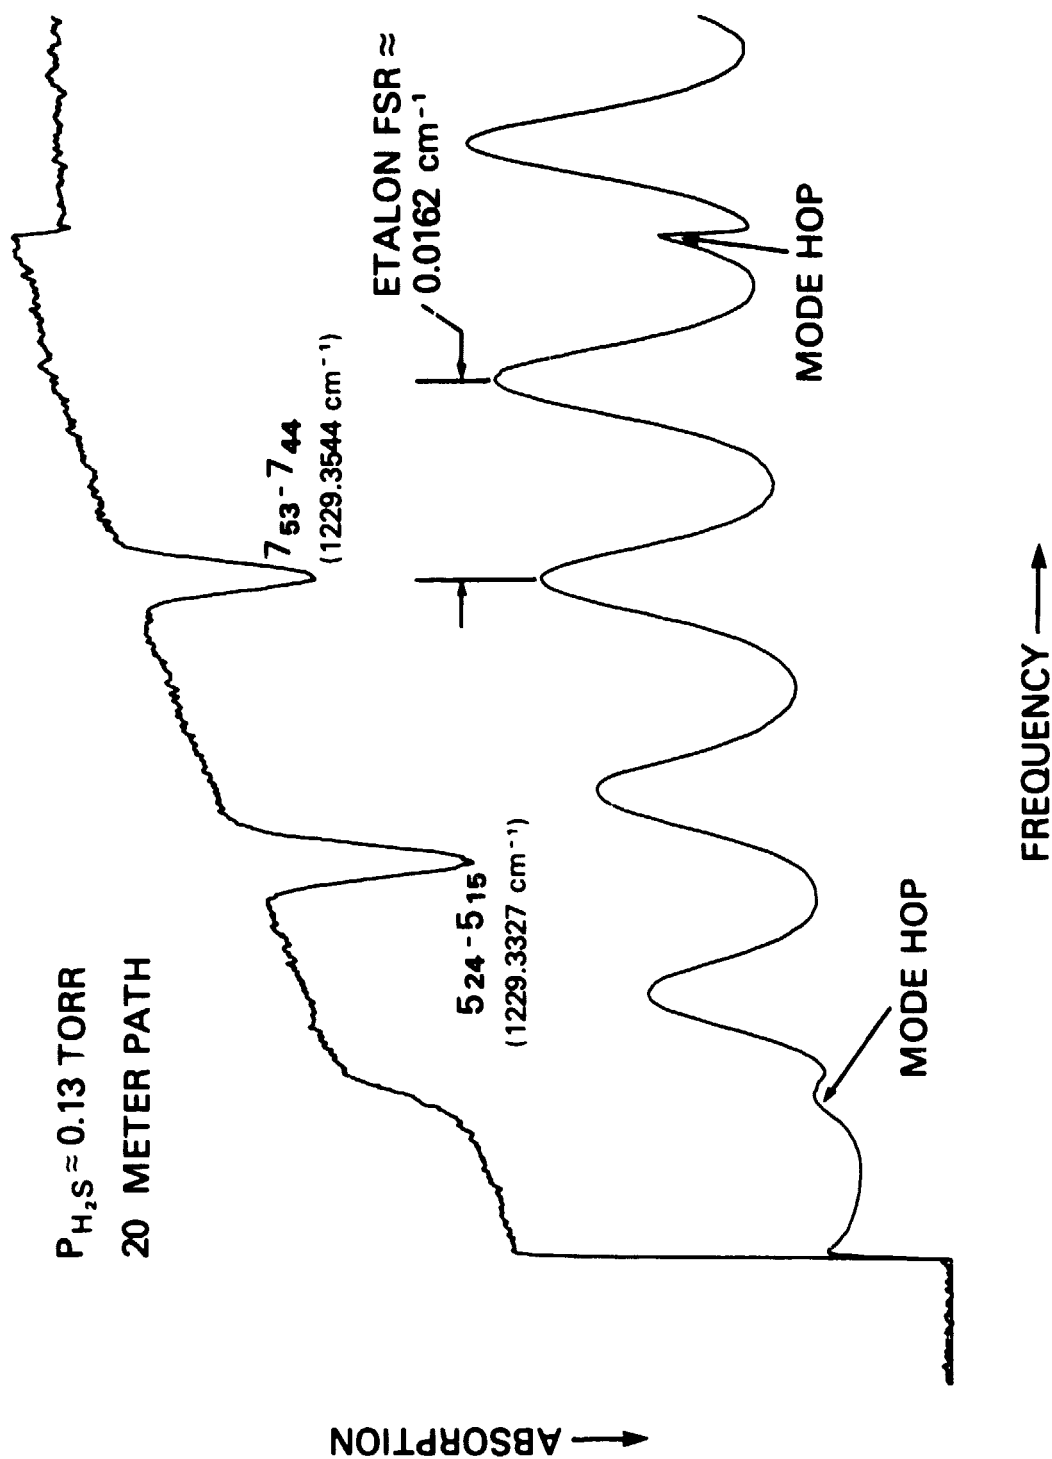 P_H₂S ≈ 0.13 TORR
20 METER PATH
ETALON FSR ≈
0.0162 cm⁻¹
7₅₃ - 7₄₄
(1229.3544 cm⁻¹)
5₂₄ - 5₁₅
(1229.3327 cm⁻¹)
MODE HOP
MODE HOP
ABSORPTION
FREQUENCY